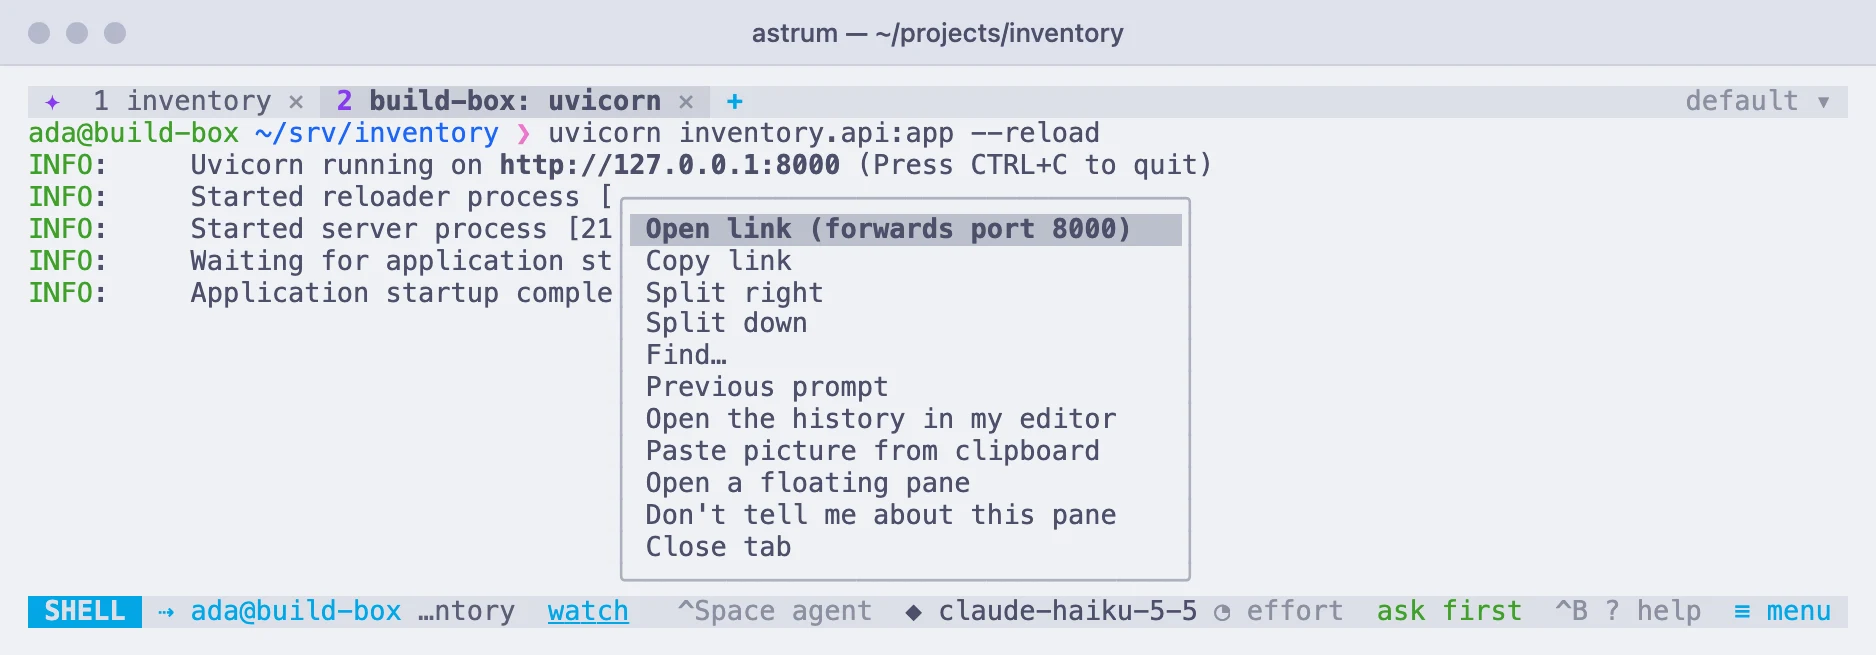 astrum — ~/projects/inventory
✦ 1 inventory × 2 build-box: uvicorn × + default ▾
ada@build-box ~/srv/inventory ❯ uvicorn inventory.api:app --reload
INFO: Uvicorn running on http://127.0.0.1:8000 (Press CTRL+C to quit)
INFO: Started reloader process [
INFO: Started server process [21
INFO: Waiting for application st
INFO: Application startup comple
Open link (forwards port 8000)
Copy link
Split right
Split down
Find…
Previous prompt
Open the history in my editor
Paste picture from clipboard
Open a floating pane
Don't tell me about this pane
Close tab
SHELL ⇢ ada@build-box …ntory watch ^Space agent ◆ claude-haiku-5-5 ◔ effort ask first ^B ? help ≡ menu